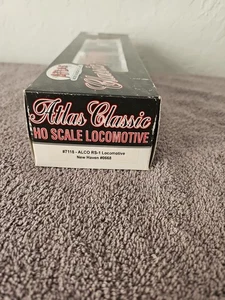 Atlas Classic
HO SCALE LOCOMOTIVE
#7115 - ALCO RS-1 Locomotive
New Haven #0668